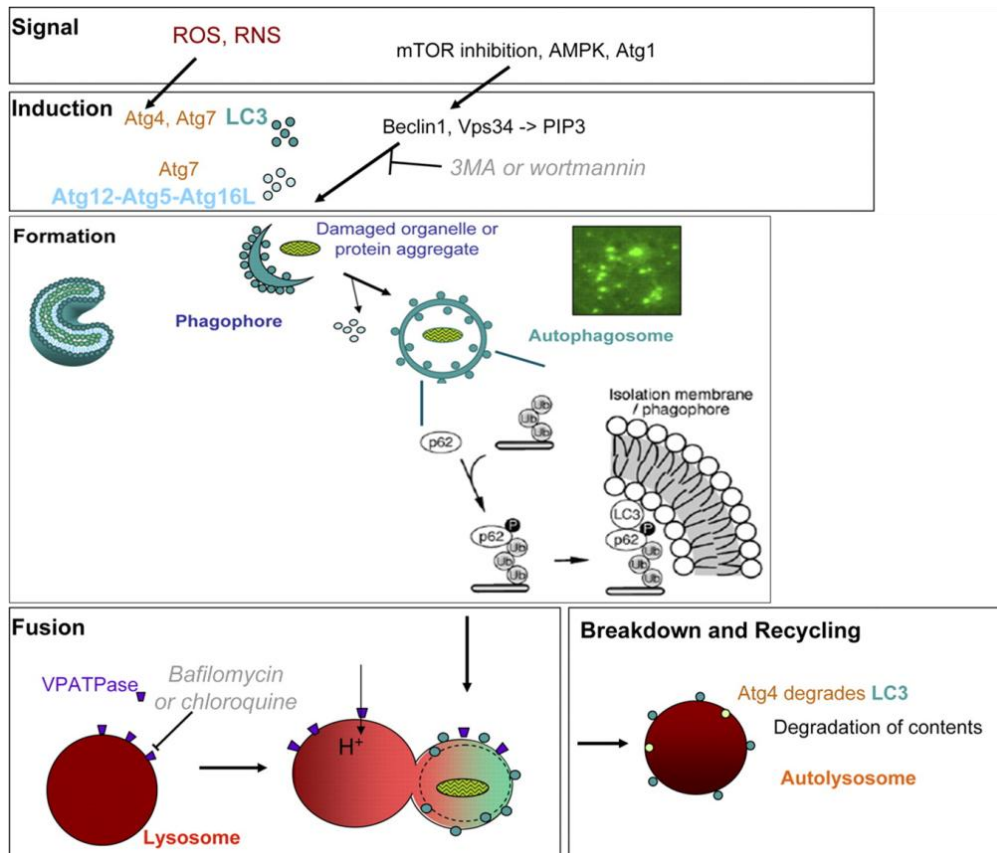 Signal
ROS, RNS
mTOR inhibition, AMPK, Atg1
Induction
Atg4, Atg7 LC3
Beclin1, Vps34 -> PIP3
3MA or wortmannin
Atg7
Atg12-Atg5-Atg16L
Formation
Damaged organelle or
protein aggregate
Phagophore
Autophagosome
Isolation membrane
/ phagophore
Ub
Ub
Ub
p62
LC3
P
p62
Ub
Ub
Ub
P
p62
Ub
Ub
Ub
Fusion
VPATPase
Bafilomycin
or chloroquine
H+
Lysosome
Breakdown and Recycling
Atg4 degrades LC3
Degradation of contents
Autolysosome